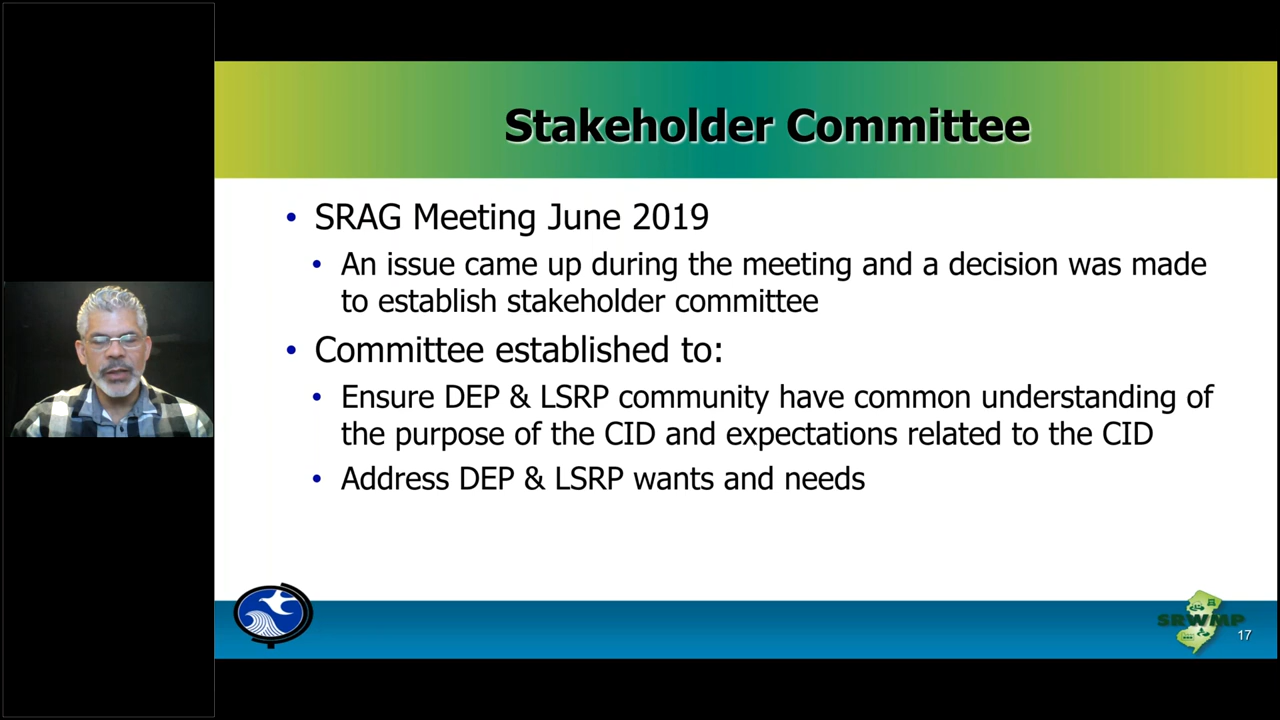 Stakeholder Committee
• SRAG Meeting June 2019
• An issue came up during the meeting and a decision was made
to establish stakeholder committee
• Committee established to:
• Ensure DEP & LSRP community have common understanding of
the purpose of the CID and expectations related to the CID
• Address DEP & LSRP wants and needs
SRWMP
17